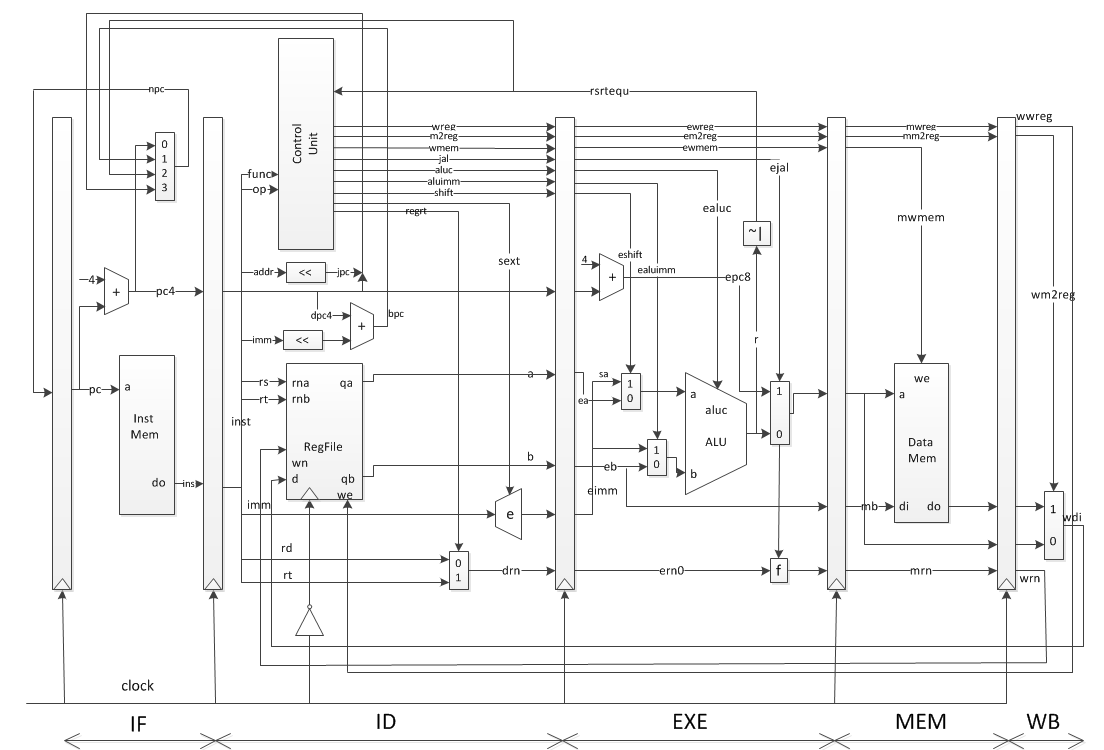 npc
0
1
2
3
4
+
pc4
pc
a
Inst
Mem
do
ins
Control
Unit
func
op
rsrtequ
wreg
m2reg
wmem
jal
aluc
aluimm
shift
regrt
sext
addr
<<
jpc
dpc4
+
bpc
imm
<<
rs
rt
rna
rnb
qa
RegFile
wn
d
qb
we
inst
imm
a
b
e
rd
rt
0
1
drn
ewreg
em2reg
ewmem
ejal
ealuc
~|
eshift
ealuimm
4
+
epc8
r
sa
ea
1
0
1
0
eb
eimm
a
aluc
ALU
b
1
0
ern0
f
mwreg
mm2reg
mwmem
we
a
Data
Mem
mb
di
do
mrn
wwreg
wm2reg
1
0
wdi
wrn
clock
IF
ID
EXE
MEM
WB